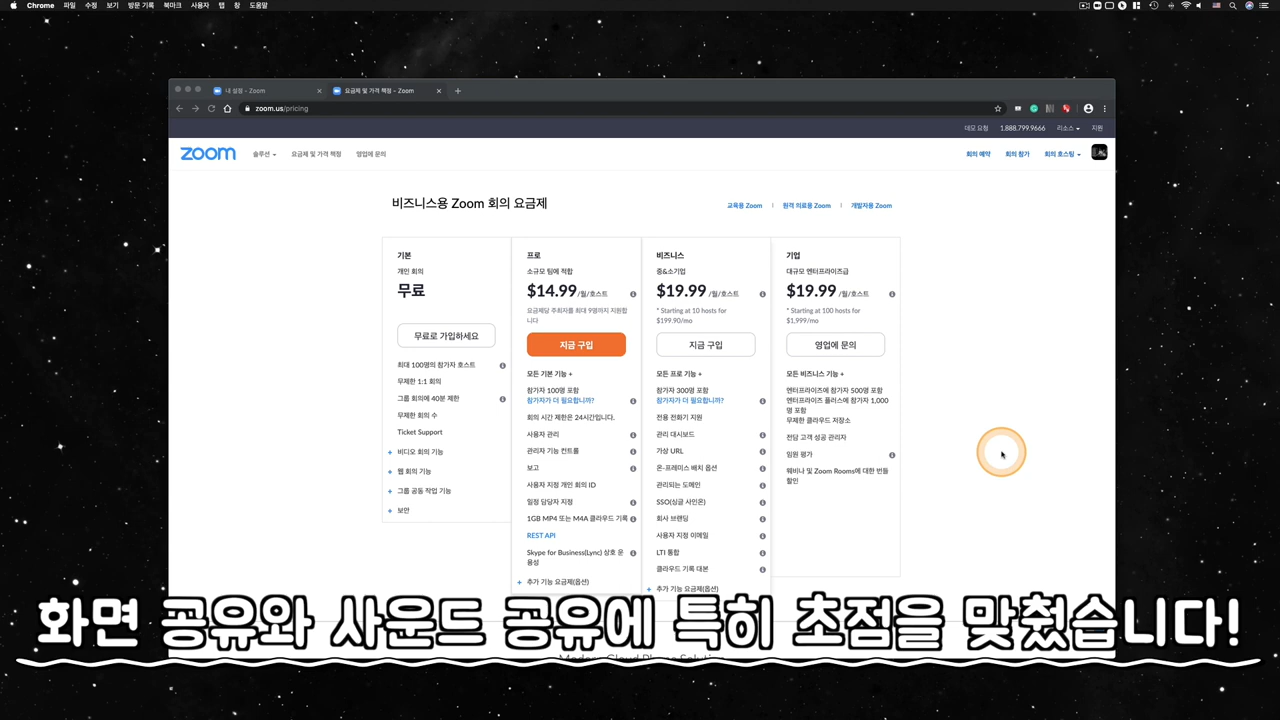 Chrome 파일 수정 보기 방문 기록 북마크 사용자 탭 창 도움말
내 설정 - Zoom
요금제 및 가격 책정 - Zoom
zoom.us/pricing
데모 요청 1.888.799.9666 리소스 지원
zoom 솔루션 요금제 및 가격 책정 영업에 문의 회의 예약 회의 참가 회의 호스팅
비즈니스용 Zoom 회의 요금제
교육용 Zoom | 원격 의료용 Zoom | 개발자용 Zoom
기본
개인 회의
무료
무료로 가입하세요
최대 100명의 참가자 호스트
무제한 1:1 회의
그룹 회의에 40분 제한
무제한 회의 수
Ticket Support
+ 비디오 회의 기능
+ 웹 회의 기능
+ 그룹 공동 작업 기능
+ 보안
프로
소규모 팀에 적합
$14.99 /월/호스트
요금제당 주최자를 최대 9명까지 지원합
니다
지금 구입
모든 기본 기능 +
참가자 100명 포함
참가자가 더 필요합니까?
회의 시간 제한은 24시간입니다.
사용자 관리
관리자 기능 컨트롤
보고
사용자 지정 개인 회의 ID
일정 담당자 지정
1GB MP4 또는 M4A 클라우드 기록
REST API
Skype for Business(Lync) 상호 운
용성
+ 추가 기능 요금제(옵션)
비즈니스
중&소기업
$19.99 /월/호스트
* Starting at 10 hosts for
$199.90/mo
지금 구입
모든 프로 기능 +
참가자 300명 포함
참가자가 더 필요합니까?
전용 전화기 지원
관리 대시보드
가상 URL
온-프레미스 배치 옵션
관리되는 도메인
SSO(싱글 사인온)
회사 브랜딩
사용자 지정 이메일
LTI 통합
클라우드 기록 대본
+ 추가 기능 요금제(옵션)
기업
대규모 엔터프라이즈급
$19.99 /월/호스트
* Starting at 100 hosts for
$1,999/mo
영업에 문의
모든 비즈니스 기능 +
엔터프라이즈에 참가자 500명 포함
엔터프라이즈 플러스에 참가자 1,000
명 포함
무제한 클라우드 저장소
전담 고객 성공 관리자
임원 평가
웨비나 및 Zoom Rooms에 대한 번들
할인
화면 공유와 사운드 공유에 특히 초점을 맞췄습니다!